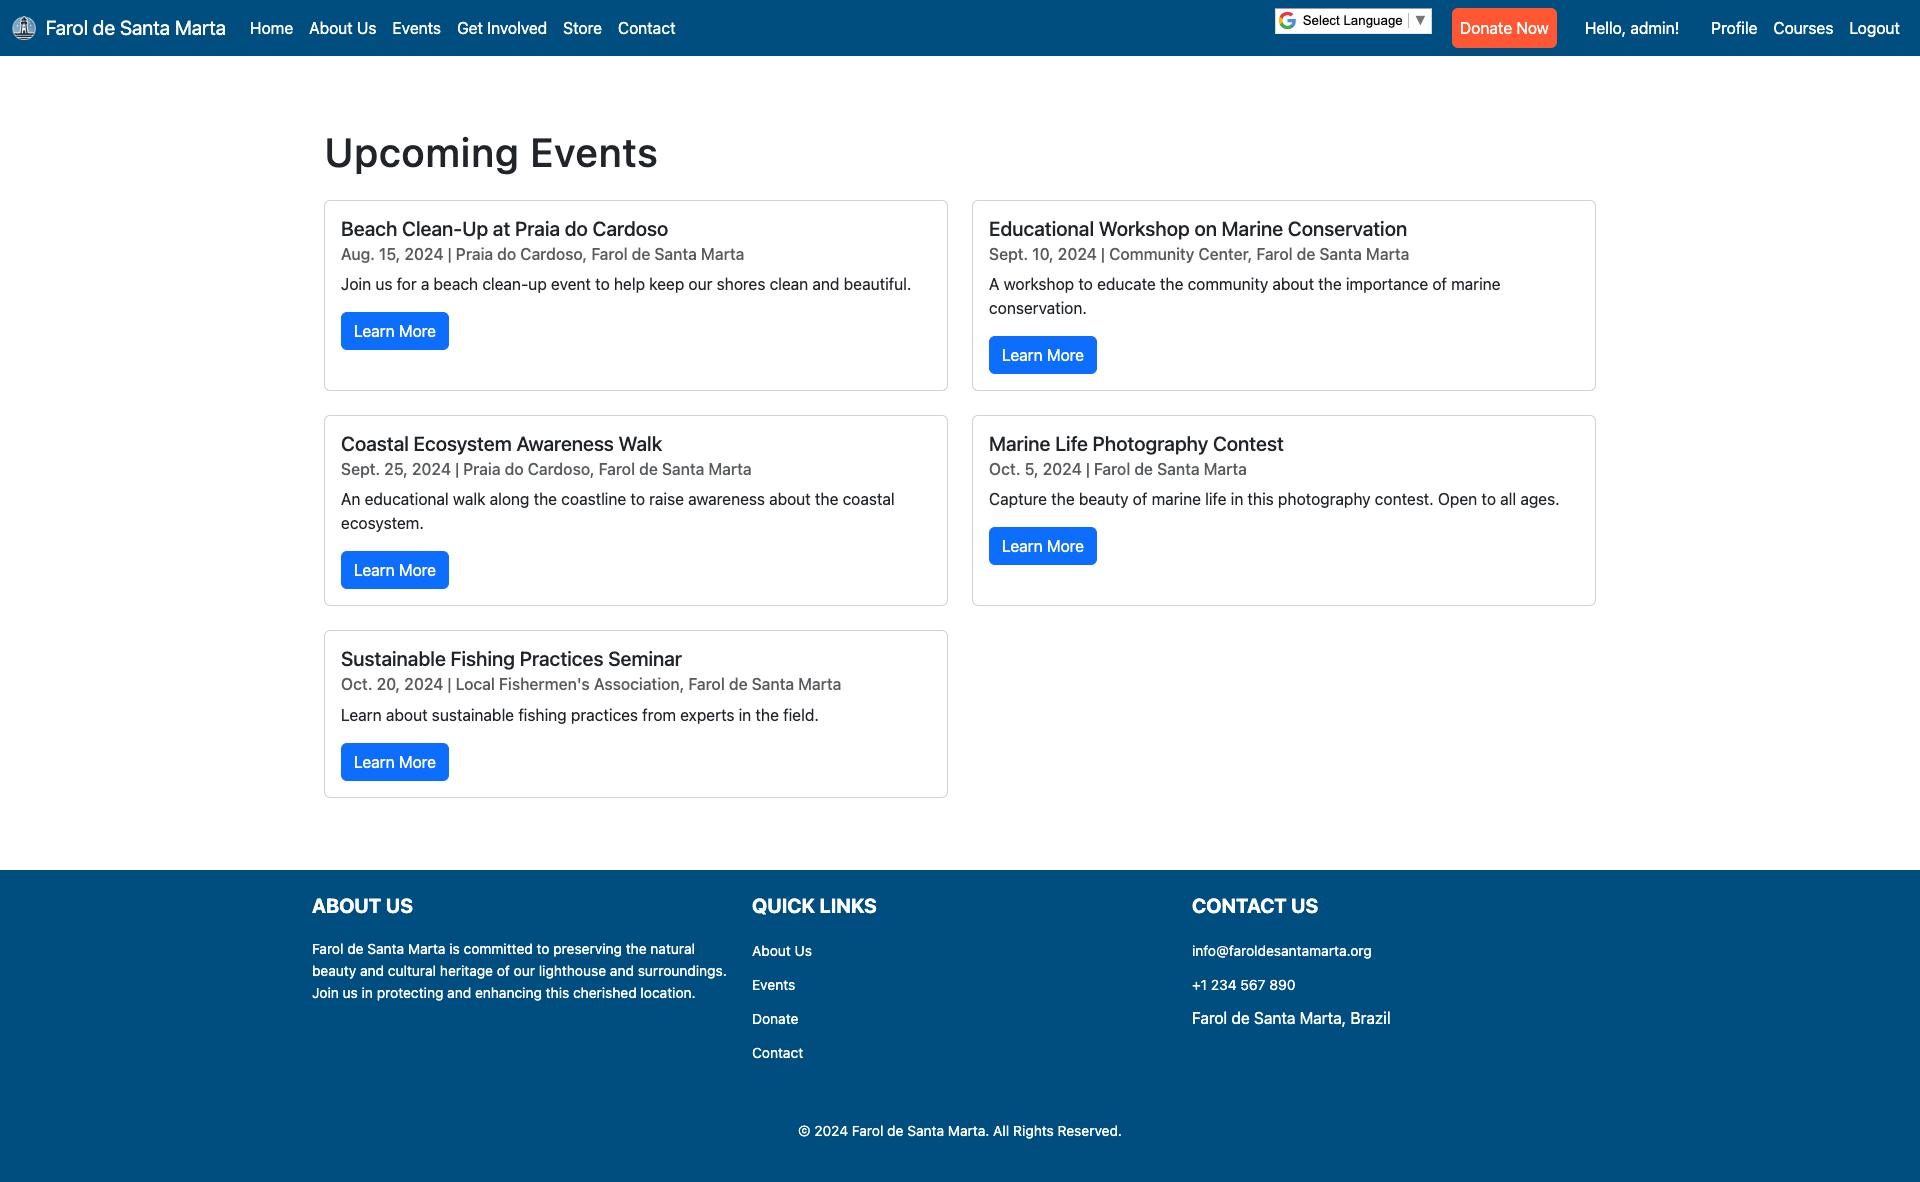 Farol de Santa Marta Home About Us Events Get Involved Store Contact Select Language ▼ Donate Now Hello, admin! Profile Courses Logout
Upcoming Events
Beach Clean-Up at Praia do Cardoso
Aug. 15, 2024 | Praia do Cardoso, Farol de Santa Marta
Join us for a beach clean-up event to help keep our shores clean and beautiful.
Learn More
Educational Workshop on Marine Conservation
Sept. 10, 2024 | Community Center, Farol de Santa Marta
A workshop to educate the community about the importance of marine
conservation.
Learn More
Coastal Ecosystem Awareness Walk
Sept. 25, 2024 | Praia do Cardoso, Farol de Santa Marta
An educational walk along the coastline to raise awareness about the coastal
ecosystem.
Learn More
Marine Life Photography Contest
Oct. 5, 2024 | Farol de Santa Marta
Capture the beauty of marine life in this photography contest. Open to all ages.
Learn More
Sustainable Fishing Practices Seminar
Oct. 20, 2024 | Local Fishermen's Association, Farol de Santa Marta
Learn about sustainable fishing practices from experts in the field.
Learn More
ABOUT US
Farol de Santa Marta is committed to preserving the natural
beauty and cultural heritage of our lighthouse and surroundings.
Join us in protecting and enhancing this cherished location.
QUICK LINKS
About Us
Events
Donate
Contact
CONTACT US
info@faroldesantamarta.org
+1 234 567 890
Farol de Santa Marta, Brazil
© 2024 Farol de Santa Marta. All Rights Reserved.